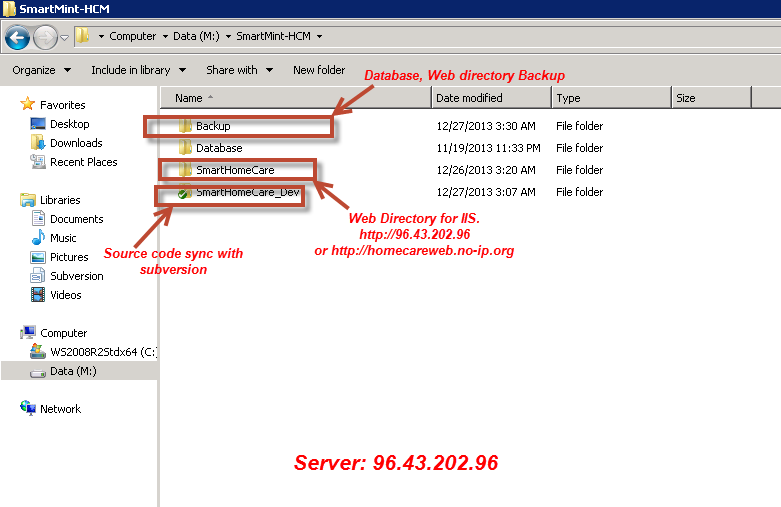 SmartMint-HCM
Computer Data (M:) SmartMint-HCM
Organize Include in library Share with New folder
Database, Web directory Backup
Favorites
Desktop
Downloads
Recent Places
Libraries
Documents
Music
Pictures
Subversion
Videos
Computer
WS2008R2Stdx64 (C:)
Data (M:)
Network
Name Date modified Type Size
Backup 12/27/2013 3:30 AM File folder
Database 11/19/2013 11:33 PM File folder
SmartHomeCare 12/26/2013 3:20 AM File folder
SmartHomeCare_Dev 12/27/2013 3:07 AM File folder
Web Directory for IIS.
http://96.43.202.96
or http://homecareweb.no-ip.org
Source code sync with
subversion
Server: 96.43.202.96